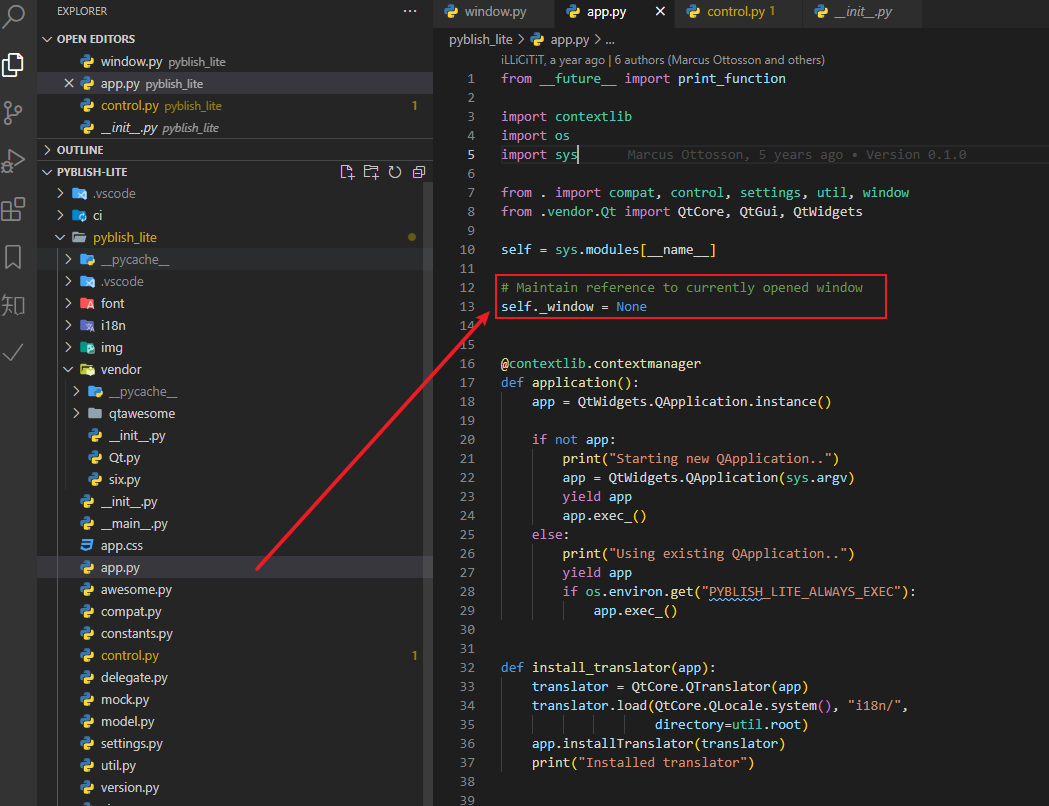 EXPLORER
OPEN EDITORS
window.py pyblish_lite
app.py pyblish_lite
control.py pyblish_lite 1
__init__.py pyblish_lite
OUTLINE
PYBLISH-LITE
.vscode
ci
pyblish_lite
__pycache__
.vscode
font
i18n
img
vendor
__pycache__
qtawesome
__init__.py
Qt.py
six.py
__init__.py
__main__.py
app.css
app.py
awesome.py
compat.py
constants.py
control.py 1
delegate.py
mock.py
model.py
settings.py
util.py
version.py
知
window.py app.py control.py 1 __init__.py
pyblish_lite > app.py > ...
iLLiCiTiT, a year ago | 6 authors (Marcus Ottosson and others)
1 from __future__ import print_function
2
3 import contextlib
4 import os
5 import sys Marcus Ottosson, 5 years ago • Version 0.1.0
6
7 from . import compat, control, settings, util, window
8 from .vendor.Qt import QtCore, QtGui, QtWidgets
9
10 self = sys.modules[__name__]
11
12 # Maintain reference to currently opened window
13 self._window = None
14
15
16 @contextlib.contextmanager
17 def application():
18 app = QtWidgets.QApplication.instance()
19
20 if not app:
21 print("Starting new QApplication..")
22 app = QtWidgets.QApplication(sys.argv)
23 yield app
24 app.exec_()
25 else:
26 print("Using existing QApplication..")
27 yield app
28 if os.environ.get("PYBLISH_LITE_ALWAYS_EXEC"):
29 app.exec_()
30
31
32 def install_translator(app):
33 translator = QtCore.QTranslator(app)
34 translator.load(QtCore.QLocale.system(), "i18n/",
35 directory=util.root)
36 app.installTranslator(translator)
37 print("Installed translator")
38
39